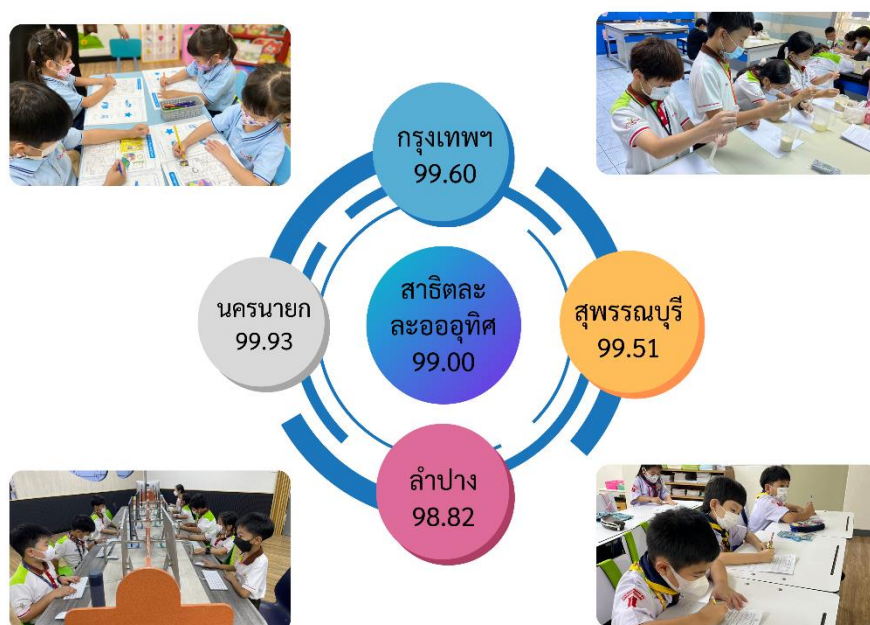 กรุงเทพฯ
99.60
นครนายก
99.93
สาธิตละ
ละอออุทิศ
99.00
สุพรรณบุรี
99.51
ลำปาง
98.82